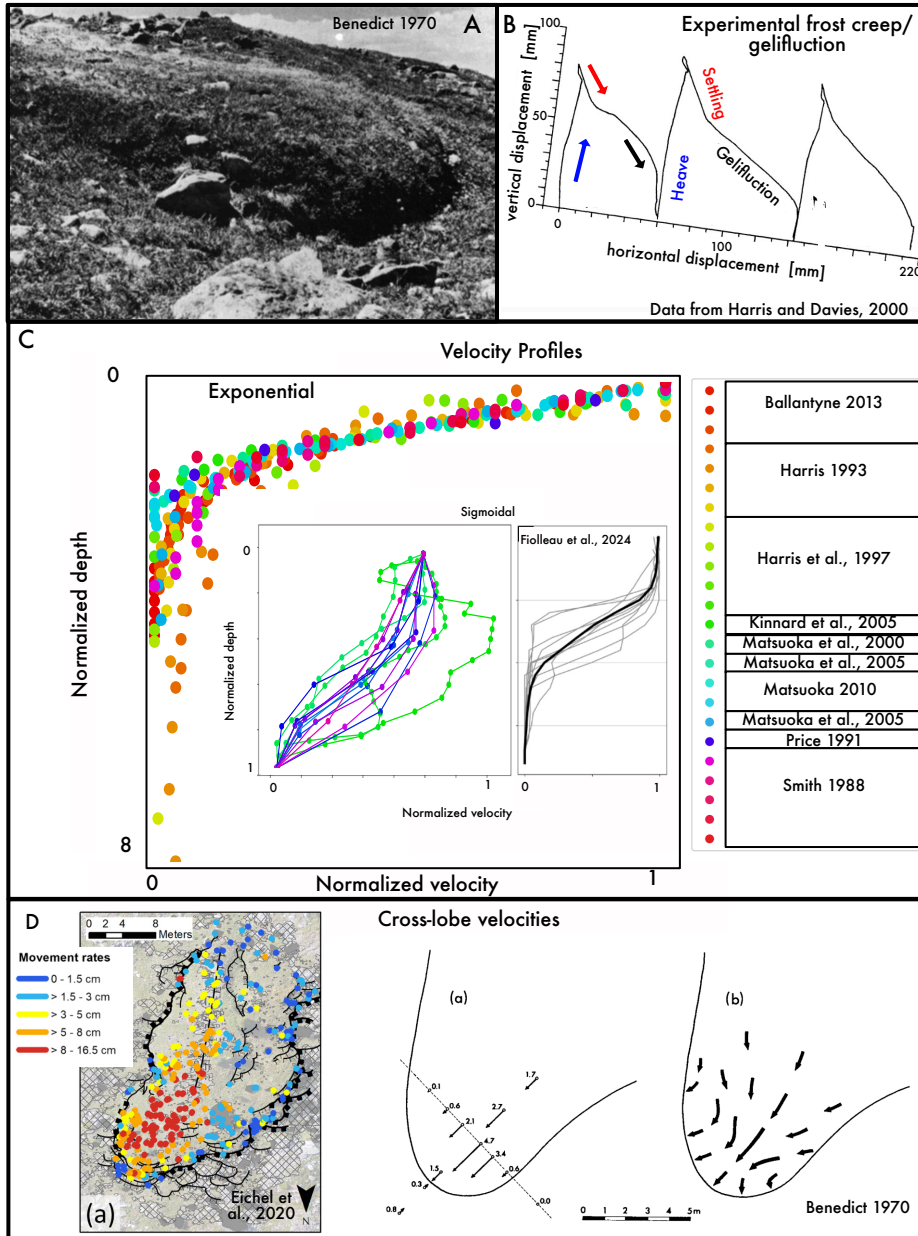 Benedict 1970
A
B
Experimental frost creep/
gelifluction
vertical displacement [mm]
100
50
0
Settling
Heave
Gelifluction
0
100
220
horizontal displacement [mm]
Data from Harris and Davies, 2000
C
Velocity Profiles
0
Exponential
Normalized depth
8
0
Normalized velocity
1
Sigmoidal
0
Normalized depth
1
0
1
Normalized velocity
Fiolleau et al., 2024
0
1
Ballantyne 2013
Harris 1993
Harris et al., 1997
Kinnard et al., 2005
Matsuoka et al., 2000
Matsuoka et al., 2005
Matsuoka 2010
Matsuoka et al., 2005
Price 1991
Smith 1988
D
Cross-lobe velocities
0 2 4 8
Meters
Movement rates
0 - 1.5 cm
> 1.5 - 3 cm
> 3 - 5 cm
> 5 - 8 cm
> 8 - 16.5 cm
(a)
Eichel et
al., 2020
N
(a)
0.1
0.6
2.1
1.7
2.7
4.7
3.4
1.5
0.6
0.3
0.8
0.0
0 1 2 3 4 5m
(b)
Benedict 1970